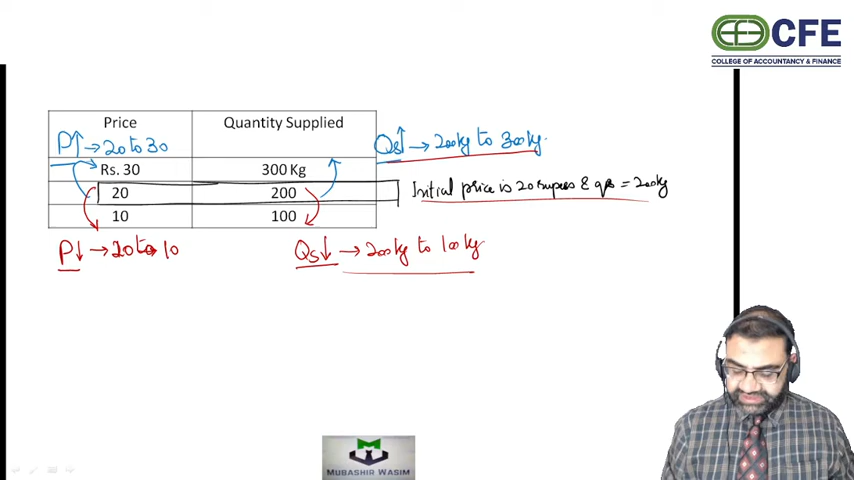 CFE
COLLEGE OF ACCOUNTANCY & FINANCE
Price Quantity Supplied
P↑ → 20 to 30
Qs↑ → 200kg to 300kg
Rs. 30 300 Kg
20 200
Initial price is 20 rupees & qs = 200kg
10 100
P↓ → 20 to 10
Qs↓ → 200kg to 100kg
MUBASHIR WASIM